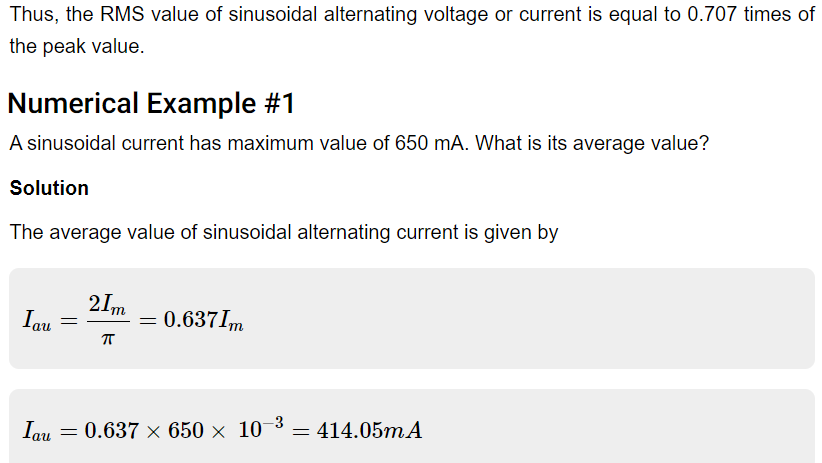 Thus, the RMS value of sinusoidal alternating voltage or current is equal to 0.707 times of
the peak value.
Numerical Example #1
A sinusoidal current has maximum value of 650 mA. What is its average value?
Solution
The average value of sinusoidal alternating current is given by
I_{au} = \frac{2I_m}{\pi} = 0.637I_m
I_{au} = 0.637 × 650 × 10^{-3} = 414.05mA